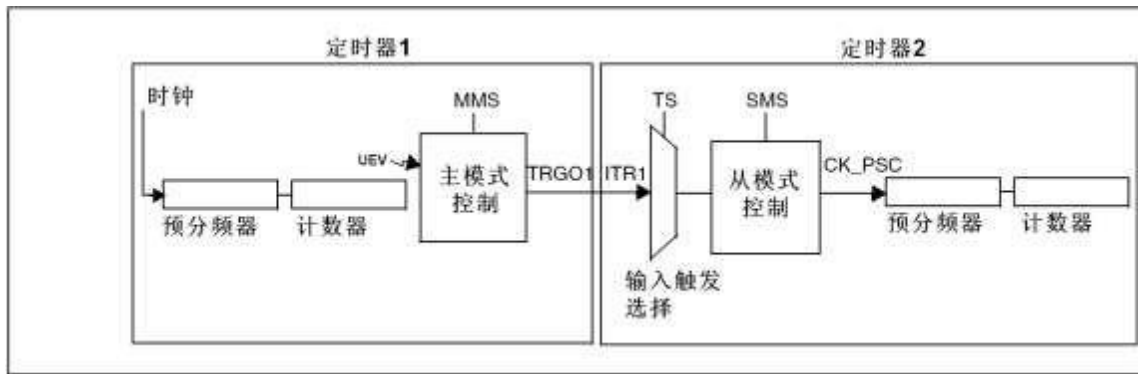 定时器1
定时器2
时钟
MMS
TS
SMS
UEV
主模式
控制
TRGO1
ITR1
从模式
控制
CK_PSC
预分频器
计数器
预分频器
计数器
输入触发
选择